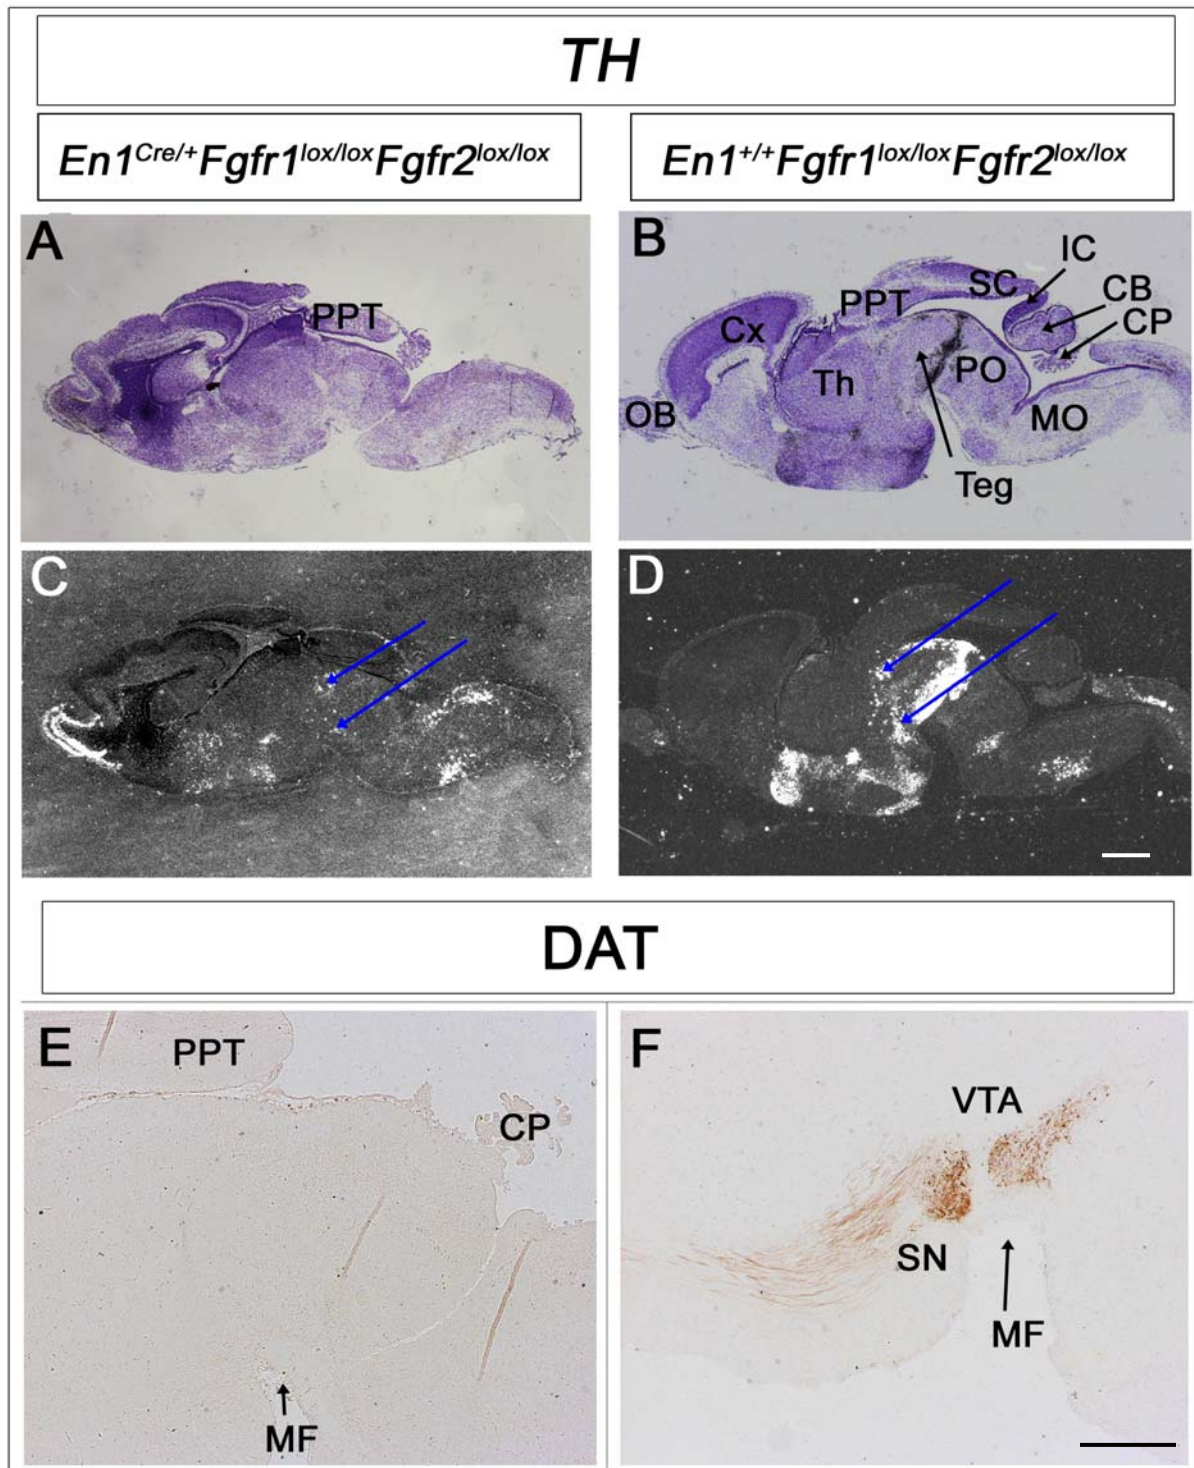 TH
En1Cre/+Fgfr1lox/loxFgfr2lox/lox
En1+/+Fgfr1lox/loxFgfr2lox/lox
A
PPT
B
IC
SC
CB
PPT
CP
Cx
PO
Th
OB
MO
Teg
C
D
DAT
E
PPT
CP
MF
F
VTA
SN
MF